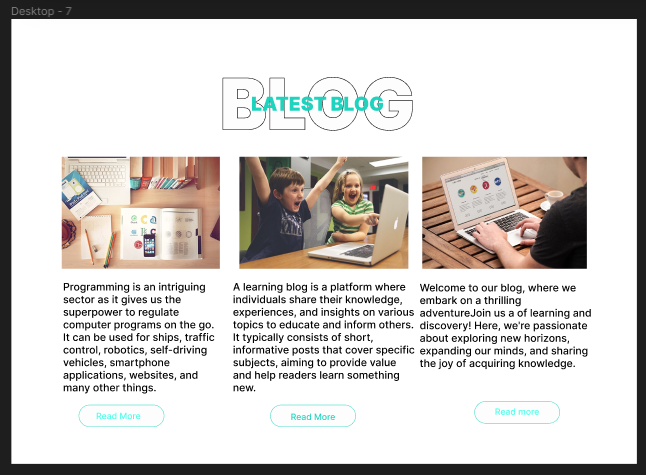 Desktop - 7
BLOG
LATEST BLOG
Programming is an intriguing
sector as it gives us the
superpower to regulate
computer programs on the go.
It can be used for ships, traffic
control, robotics, self-driving
vehicles, smartphone
applications, websites, and
many other things.
Read More
A learning blog is a platform where
individuals share their knowledge,
experiences, and insights on various
topics to educate and inform others.
It typically consists of short,
informative posts that cover specific
subjects, aiming to provide value
and help readers learn something
new.
Read More
Welcome to our blog, where we
embark on a thrilling
adventureJoin us a of learning and
discovery! Here, we're passionate
about exploring new horizons,
expanding our minds, and sharing
the joy of acquiring knowledge.
Read more